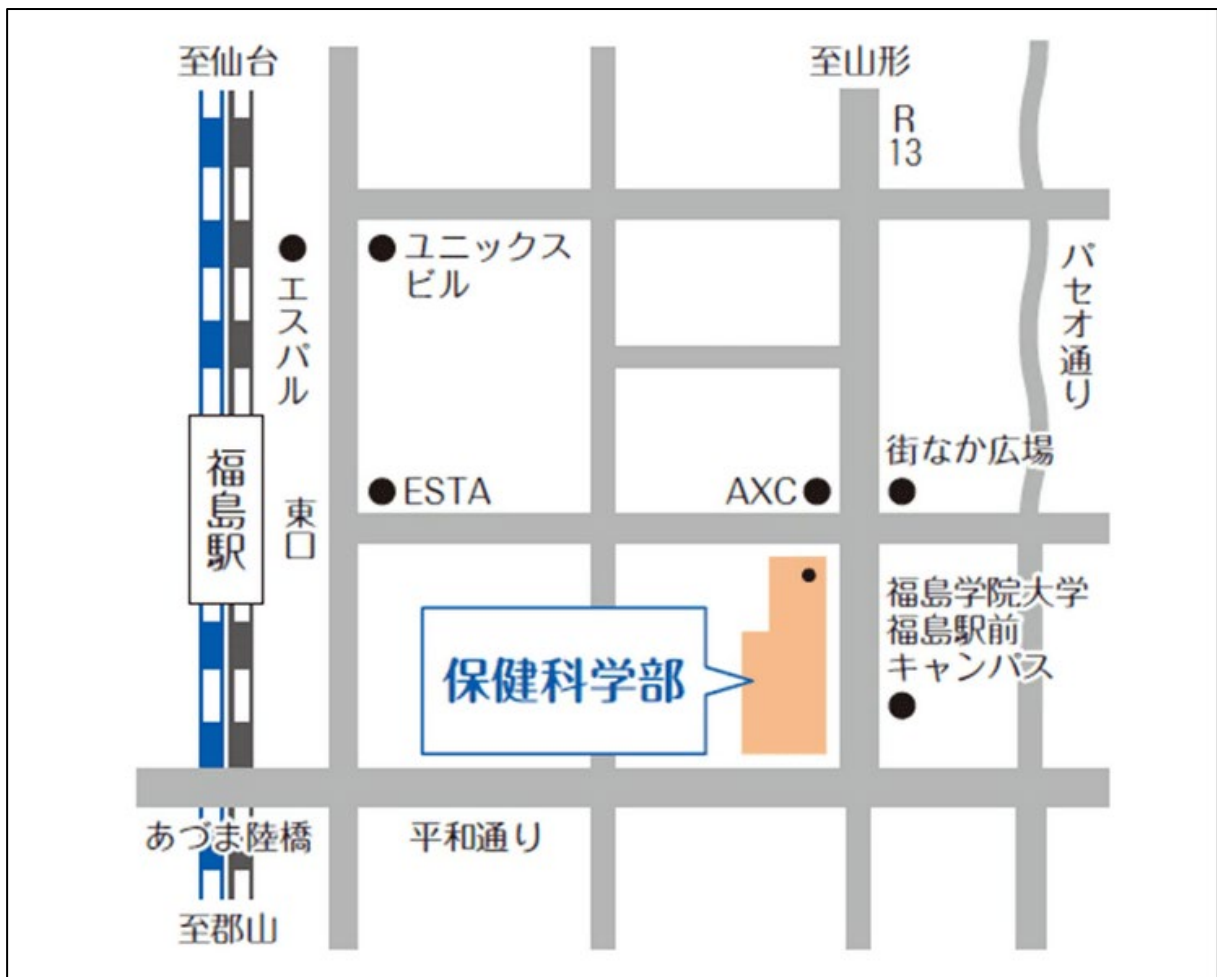 至仙台
至山形
R
13
エスパル
ユニックス
ビル
パセオ通り
福島駅
東口
ESTA
AXC
街なか広場
保健科学部
福島学院大学
福島駅前
キャンパス
あづま陸橋
平和通り
至郡山